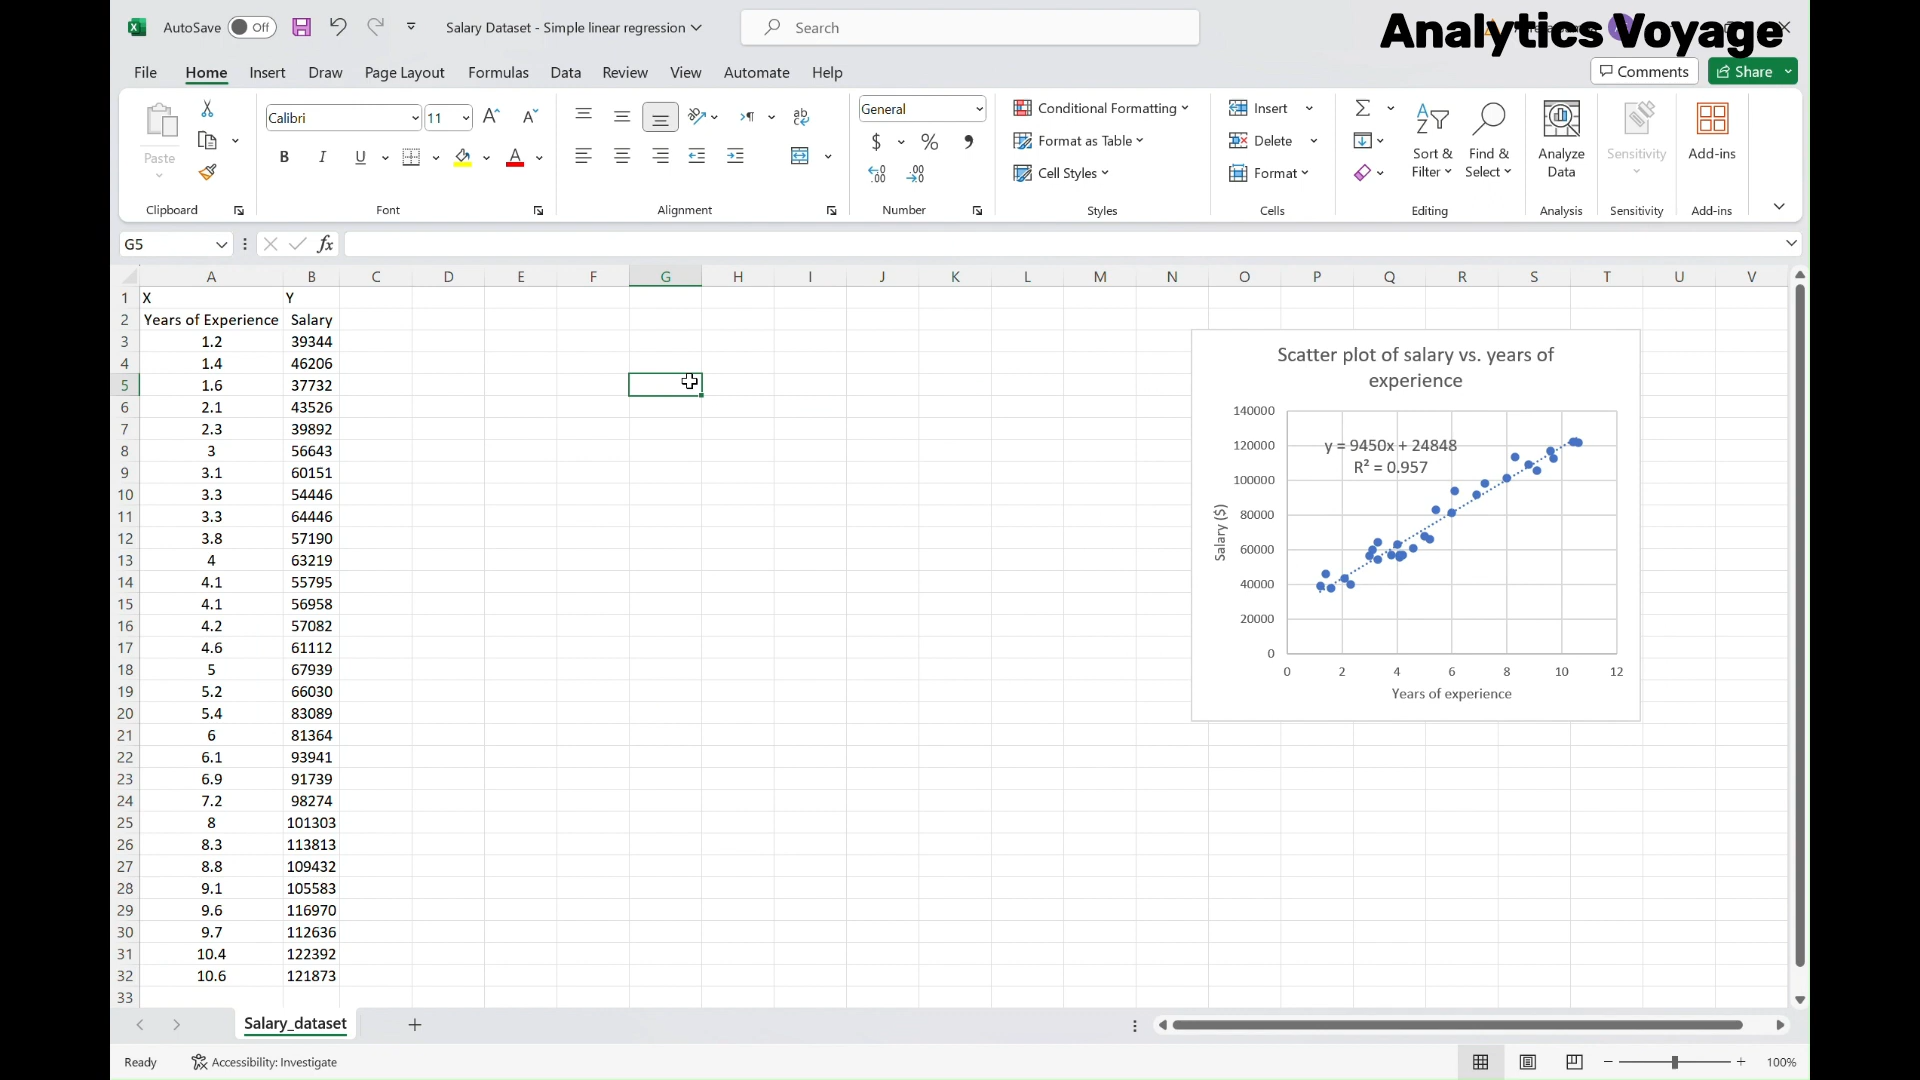 AutoSave Off Salary Dataset - Simple linear regression Search Analytics Voyage
File Home Insert Draw Page Layout Formulas Data Review View Automate Help Comments Share
Paste
Clipboard
Calibri 11
B I U
Font
ab
Alignment
General
$ % 9
.00 .00
Number
Conditional Formatting
Format as Table
Cell Styles
Styles
Insert
Delete
Format
Cells
Sort &
Filter
Find &
Select
Editing
Analyze
Data
Analysis
Sensitivity
Sensitivity
Add-ins
Add-ins
G5 fx
A B C D E F G H I J K L M N O P Q R S T U V
1 X Y
2 Years of Experience Salary
3 1.2 39344
4 1.4 46206
5 1.6 37732
6 2.1 43526
7 2.3 39892
8 3 56643
9 3.1 60151
10 3.3 54446
11 3.3 64446
12 3.8 57190
13 4 63219
14 4.1 55795
15 4.1 56958
16 4.2 57082
17 4.6 61112
18 5 67939
19 5.2 66030
20 5.4 83089
21 6 81364
22 6.1 93941
23 6.9 91739
24 7.2 98274
25 8 101303
26 8.3 113813
27 8.8 109432
28 9.1 105583
29 9.6 116970
30 9.7 112636
31 10.4 122392
32 10.6 121873
33
Scatter plot of salary vs. years of
experience
140000
120000
100000
80000
60000
40000
20000
0
Salary ($)
y = 9450x + 24848
R² = 0.957
0 2 4 6 8 10 12
Years of experience
Salary_dataset
Ready Accessibility: Investigate 100%